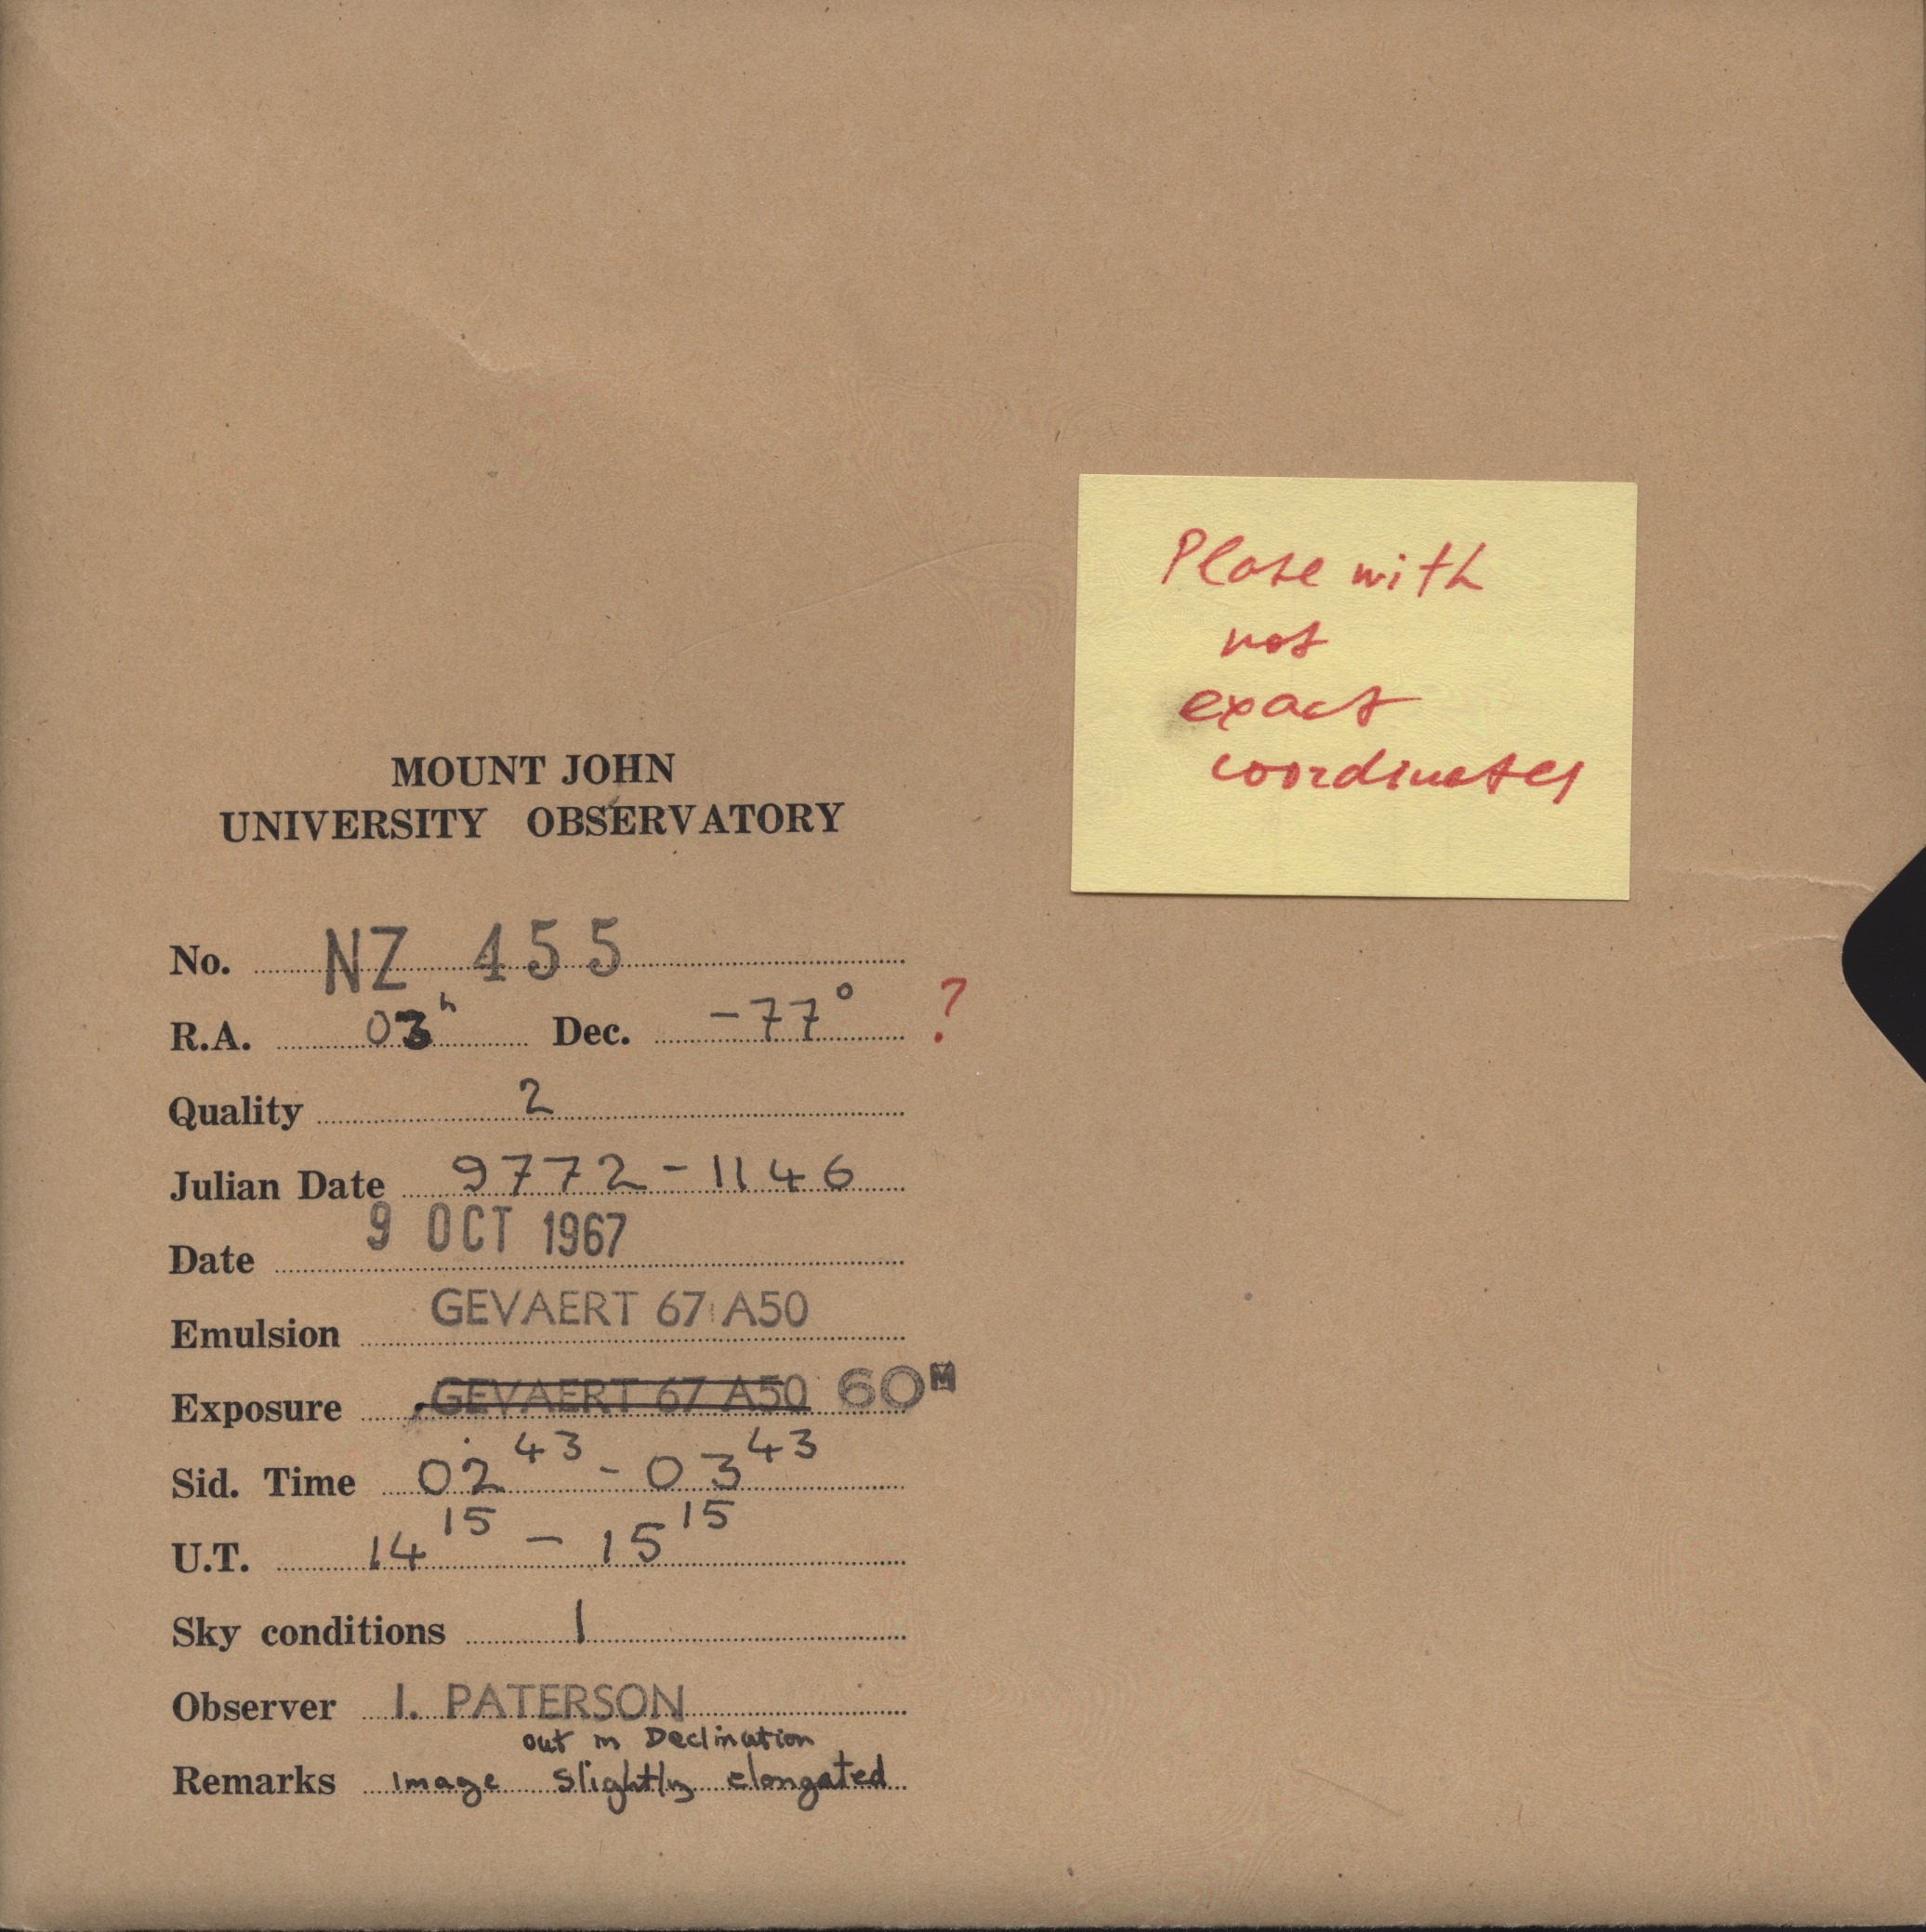 Plate with
not
exact
coordinates
MOUNT JOHN
UNIVERSITY OBSERVATORY
No. NZ 455
R.A. 03h Dec. -77° ?
Quality 2
Julian Date 9772-1146
Date 9 OCT 1967
Emulsion GEVAERT 67 A50
Exposure GEVAERT 67 A50 60M
Sid. Time 02 43 - 03 43
U.T. 14 15 - 15 15
Sky conditions 1
Observer I. PATERSON
out in Declination
Remarks Image slightly elongated